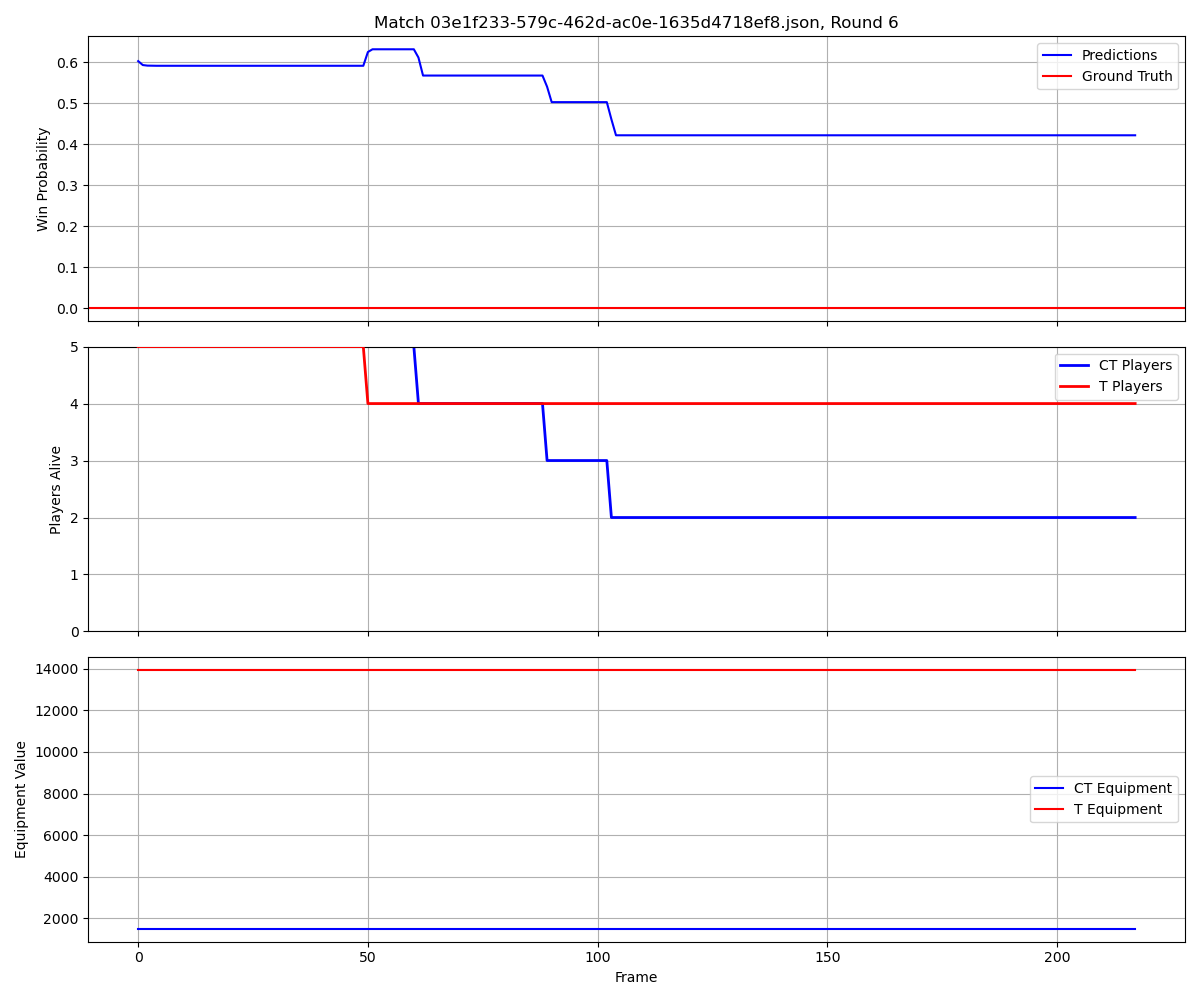 Match 03e1f233-579c-462d-ac0e-1635d4718ef8.json, Round 6
Win Probability
0.6
0.5
0.4
0.3
0.2
0.1
0.0
Predictions
Ground Truth
Players Alive
5
4
3
2
1
0
CT Players
T Players
Equipment Value
14000
12000
10000
8000
6000
4000
2000
CT Equipment
T Equipment
0 50 100 150 200
Frame